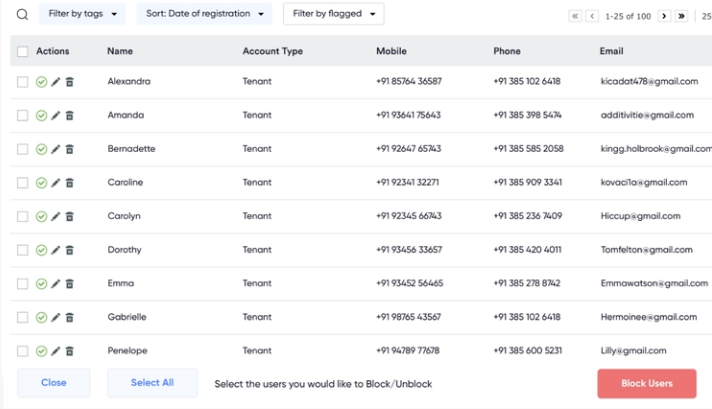 Filter by tags Sort: Date of registration Filter by flagged 1-25 of 100 25
Actions Name Account Type Mobile Phone Email
Alexandra Tenant +91 85764 36587 +91 385 102 6418 kicadat478@gmail.com
Amanda Tenant +91 93641 75643 +91 385 398 5474 additivitie@gmail.com
Bernadette Tenant +91 92647 65743 +91 385 585 2058 kingg.holbrook@gmail.com
Caroline Tenant +91 92341 32271 +91 385 909 3341 kovaci1a@gmail.com
Carolyn Tenant +91 92345 66743 +91 385 236 7409 Hiccup@gmail.com
Dorothy Tenant +91 93456 33657 +91 385 420 4011 Tomfelton@gmail.com
Emma Tenant +91 93452 56465 +91 385 278 8742 Emmawatson@gmail.com
Gabrielle Tenant +91 98765 43567 +91 385 102 6418 Hermoinee@gmail.com
Penelope Tenant +91 94789 77678 +91 385 600 5231 Lilly@gmail.com
Close Select All Select the users you would like to Block/Unblock Block Users